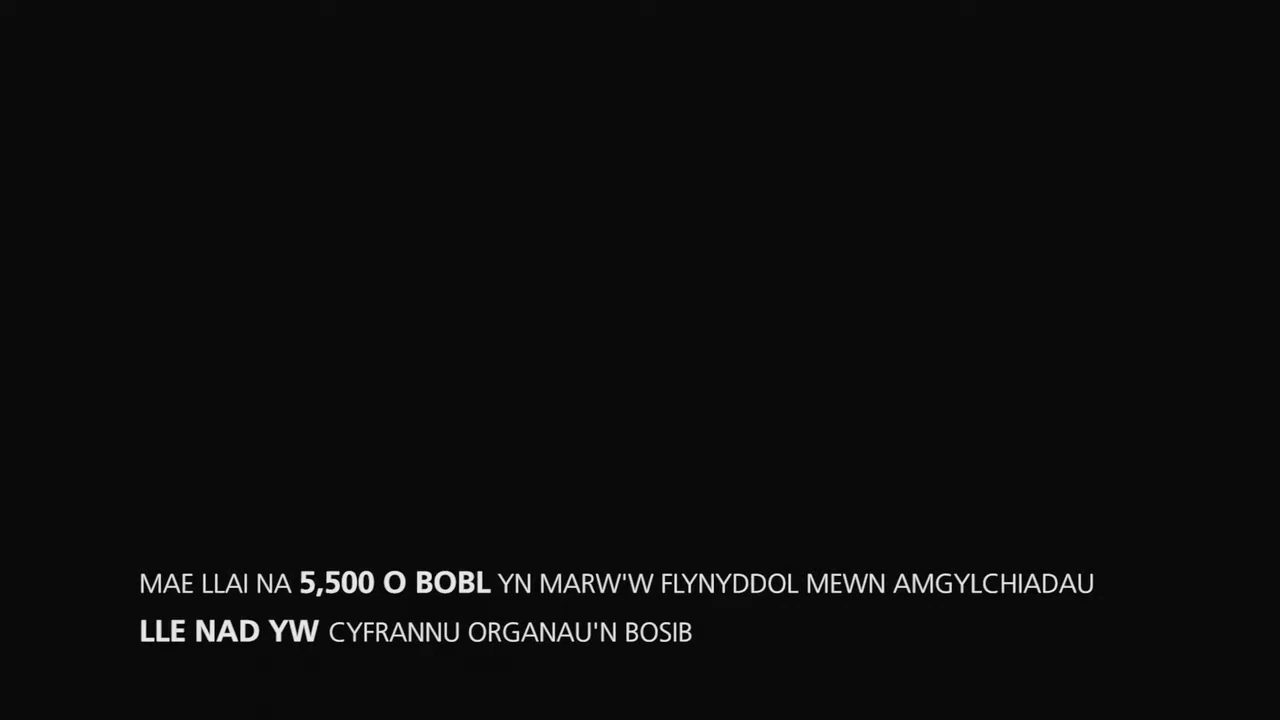 MAE LLAI NA 5,500 O BOBL YN MARW'W FLYNYDDOL MEWN AMGYLCHIADAU
LLE NAD YW CYFRANNU ORGANAU'N BOSIB